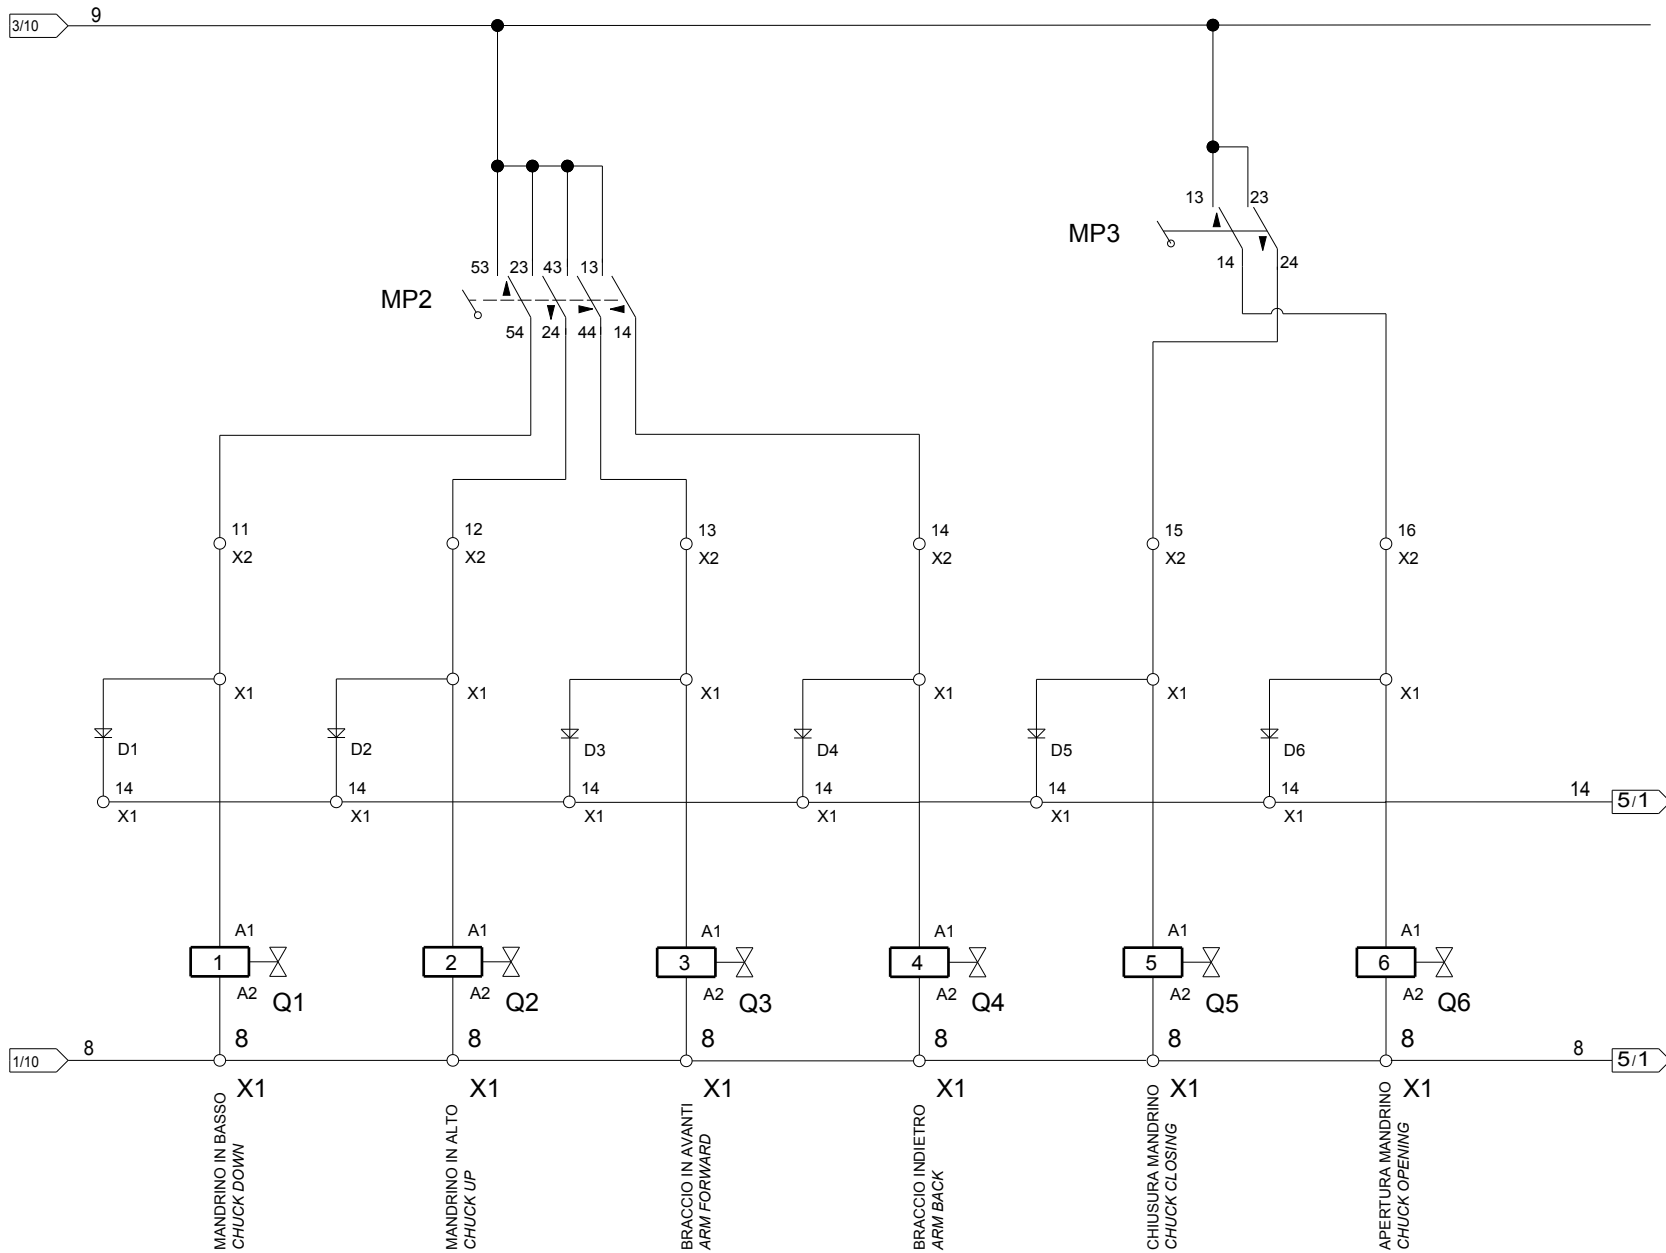 3/10 9
13 23
MP3
14 24
53 23 43 13
MP2
54 24 44 14
11 12 13 14 15 16
X2 X2 X2 X2 X2 X2
X1 X1 X1 X1 X1 X1
D1 D2 D3 D4 D5 D6
14 14 14 14 14 14 14 5/1
X1 X1 X1 X1 X1 X1
A1 A1 A1 A1 A1 A1
1 2 3 4 5 6
A2 Q1 A2 Q2 A2 Q3 A2 Q4 A2 Q5 A2 Q6
8 8 8 8 8 8
1/10 8 8 5/1
X1 X1 X1 X1 X1 X1
MANDRINO IN BASSO
CHUCK DOWN
MANDRINO IN ALTO
CHUCK UP
BRACCIO IN AVANTI
ARM FORWARD
BRACCIO INDIETRO
ARM BACK
CHIUSURA MANDRINO
CHUCK CLOSING
APERTURA MANDRINO
CHUCK OPENING